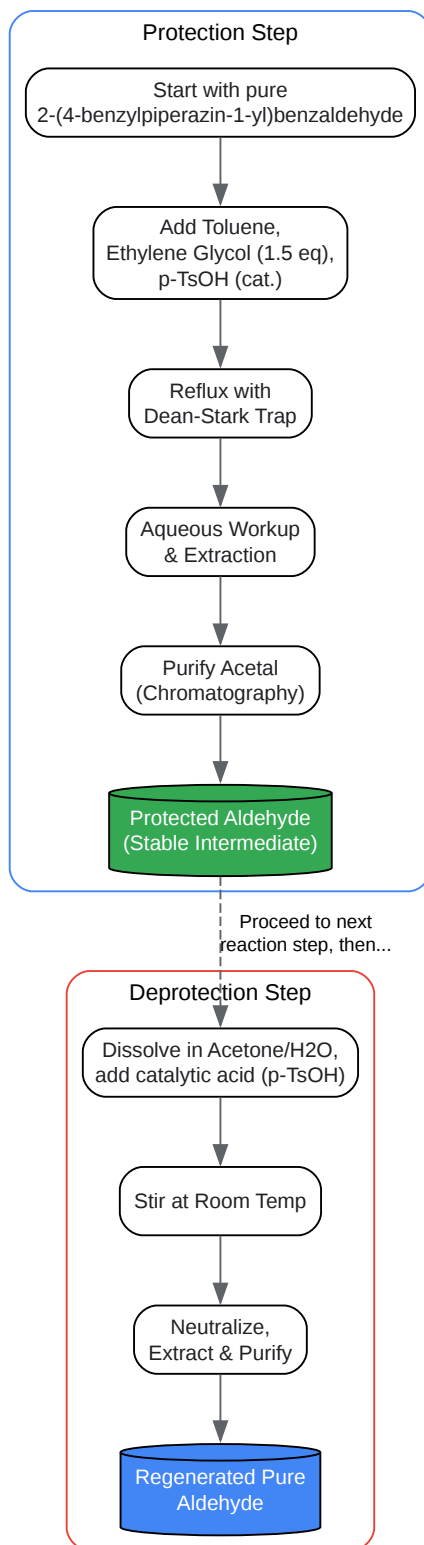 Protection Step
Start with pure
2-(4-benzylpiperazin-1-yl)benzaldehyde
Add Toluene,
Ethylene Glycol (1.5 eq),
p-TsOH (cat.)
Reflux with
Dean-Stark Trap
Aqueous Workup
& Extraction
Purify Acetal
(Chromatography)
Protected Aldehyde
(Stable Intermediate)
Proceed to next
reaction step, then...
Deprotection Step
Dissolve in Acetone/H2O,
add catalytic acid (p-TsOH)
Stir at Room Temp
Neutralize,
Extract & Purify
Regenerated Pure
Aldehyde